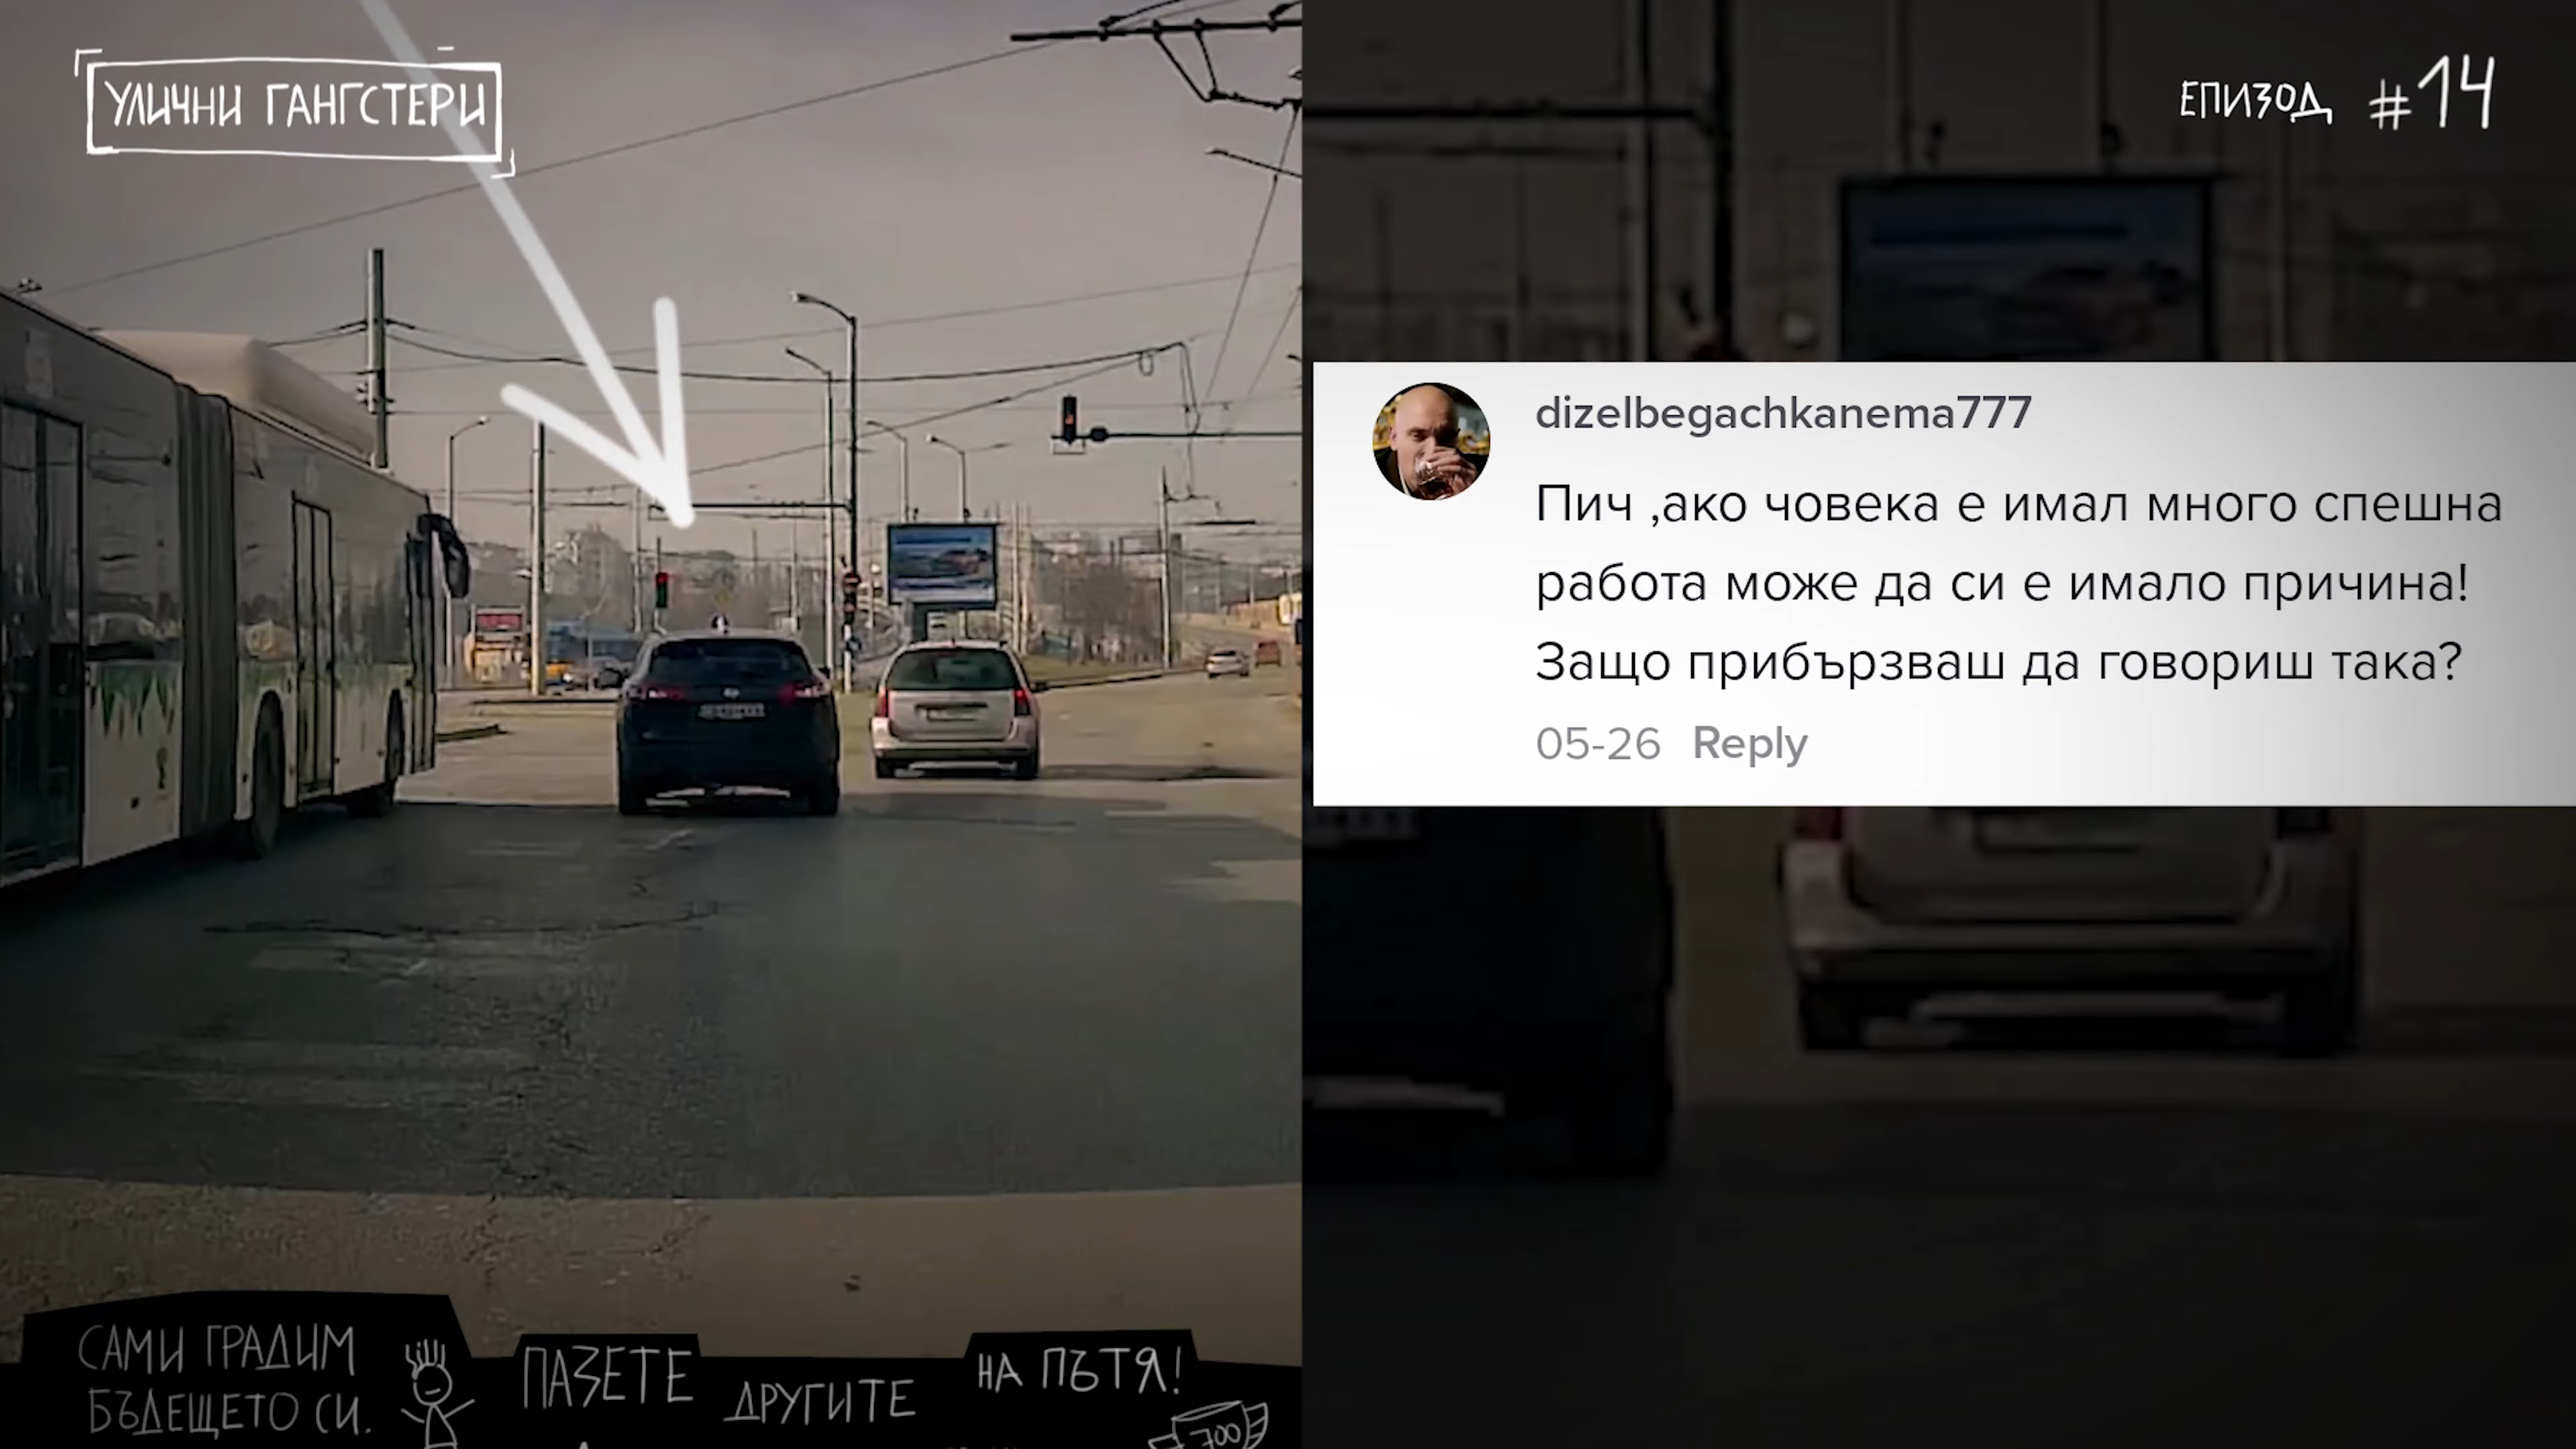 УЛИЧНИ ГАНГСТЕРИ
ЕПИЗОД #14
dizelbegachkanema777
Пич ,ако човека е имал много спешна
работа може да си е имало причина!
Защо прибързваш да говориш така?
05-26 Reply
САМИ ГРАДИМ
БЪДЕЩЕТО СИ.
ПАЗЕТЕ
ДРУГИТЕ
НА ПЪТЯ!
700